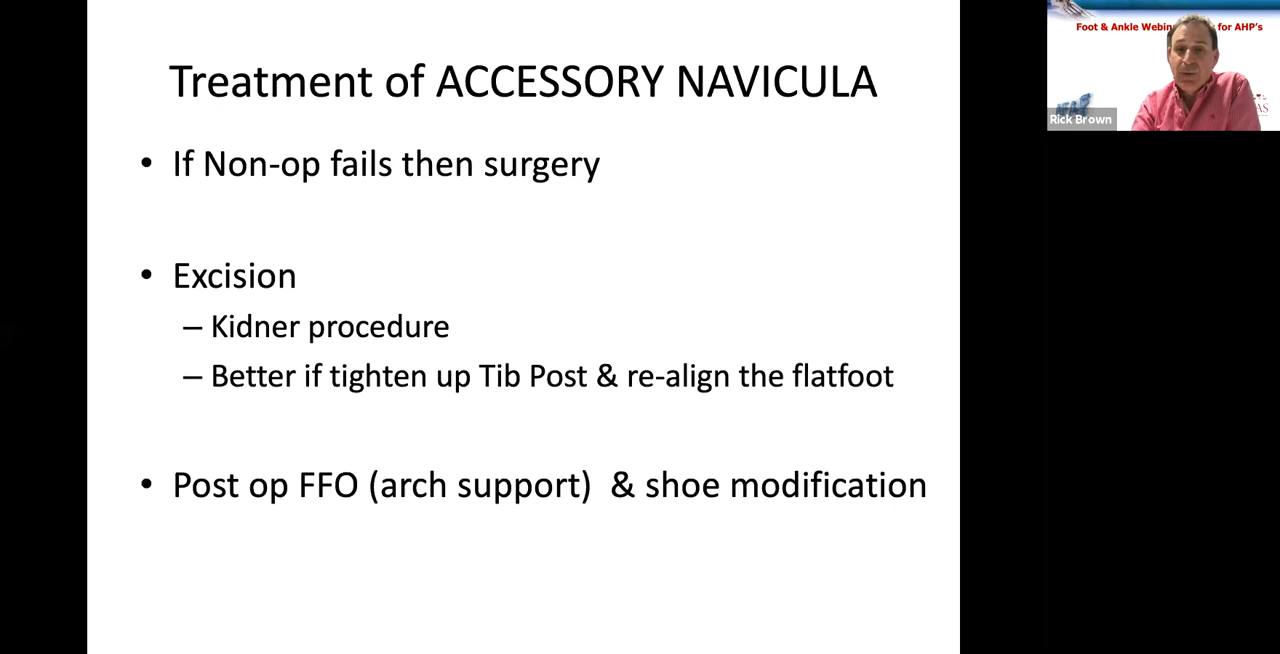 Treatment of ACCESSORY NAVICULA
• If Non-op fails then surgery
• Excision
– Kidner procedure
– Better if tighten up Tib Post & re-align the flatfoot
• Post op FFO (arch support) & shoe modification
Foot & Ankle Webin for AHP's
Rick Brown